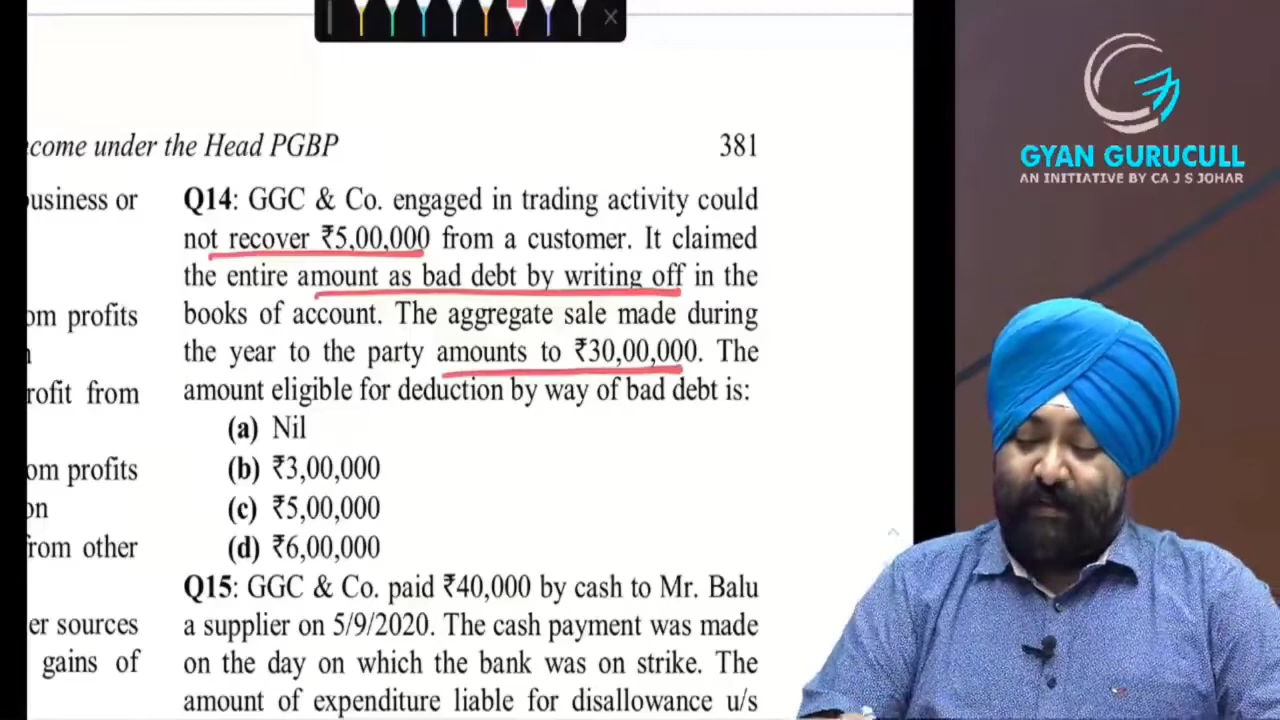 come under the Head PGBP
381
business or
om profits
rofit from
om profits
on
from other
er sources
gains of
Q14: GGC & Co. engaged in trading activity could
not recover ₹5,00,000 from a customer. It claimed
the entire amount as bad debt by writing off in the
books of account. The aggregate sale made during
the year to the party amounts to ₹30,00,000. The
amount eligible for deduction by way of bad debt is:
(a) Nil
(b) ₹3,00,000
(c) ₹5,00,000
(d) ₹6,00,000
Q15: GGC & Co. paid ₹40,000 by cash to Mr. Balu
a supplier on 5/9/2020. The cash payment was made
on the day on which the bank was on strike. The
amount of expenditure liable for disallowance u/s
GYAN GURUCULL
AN INITIATIVE BY CA J S JOHAR